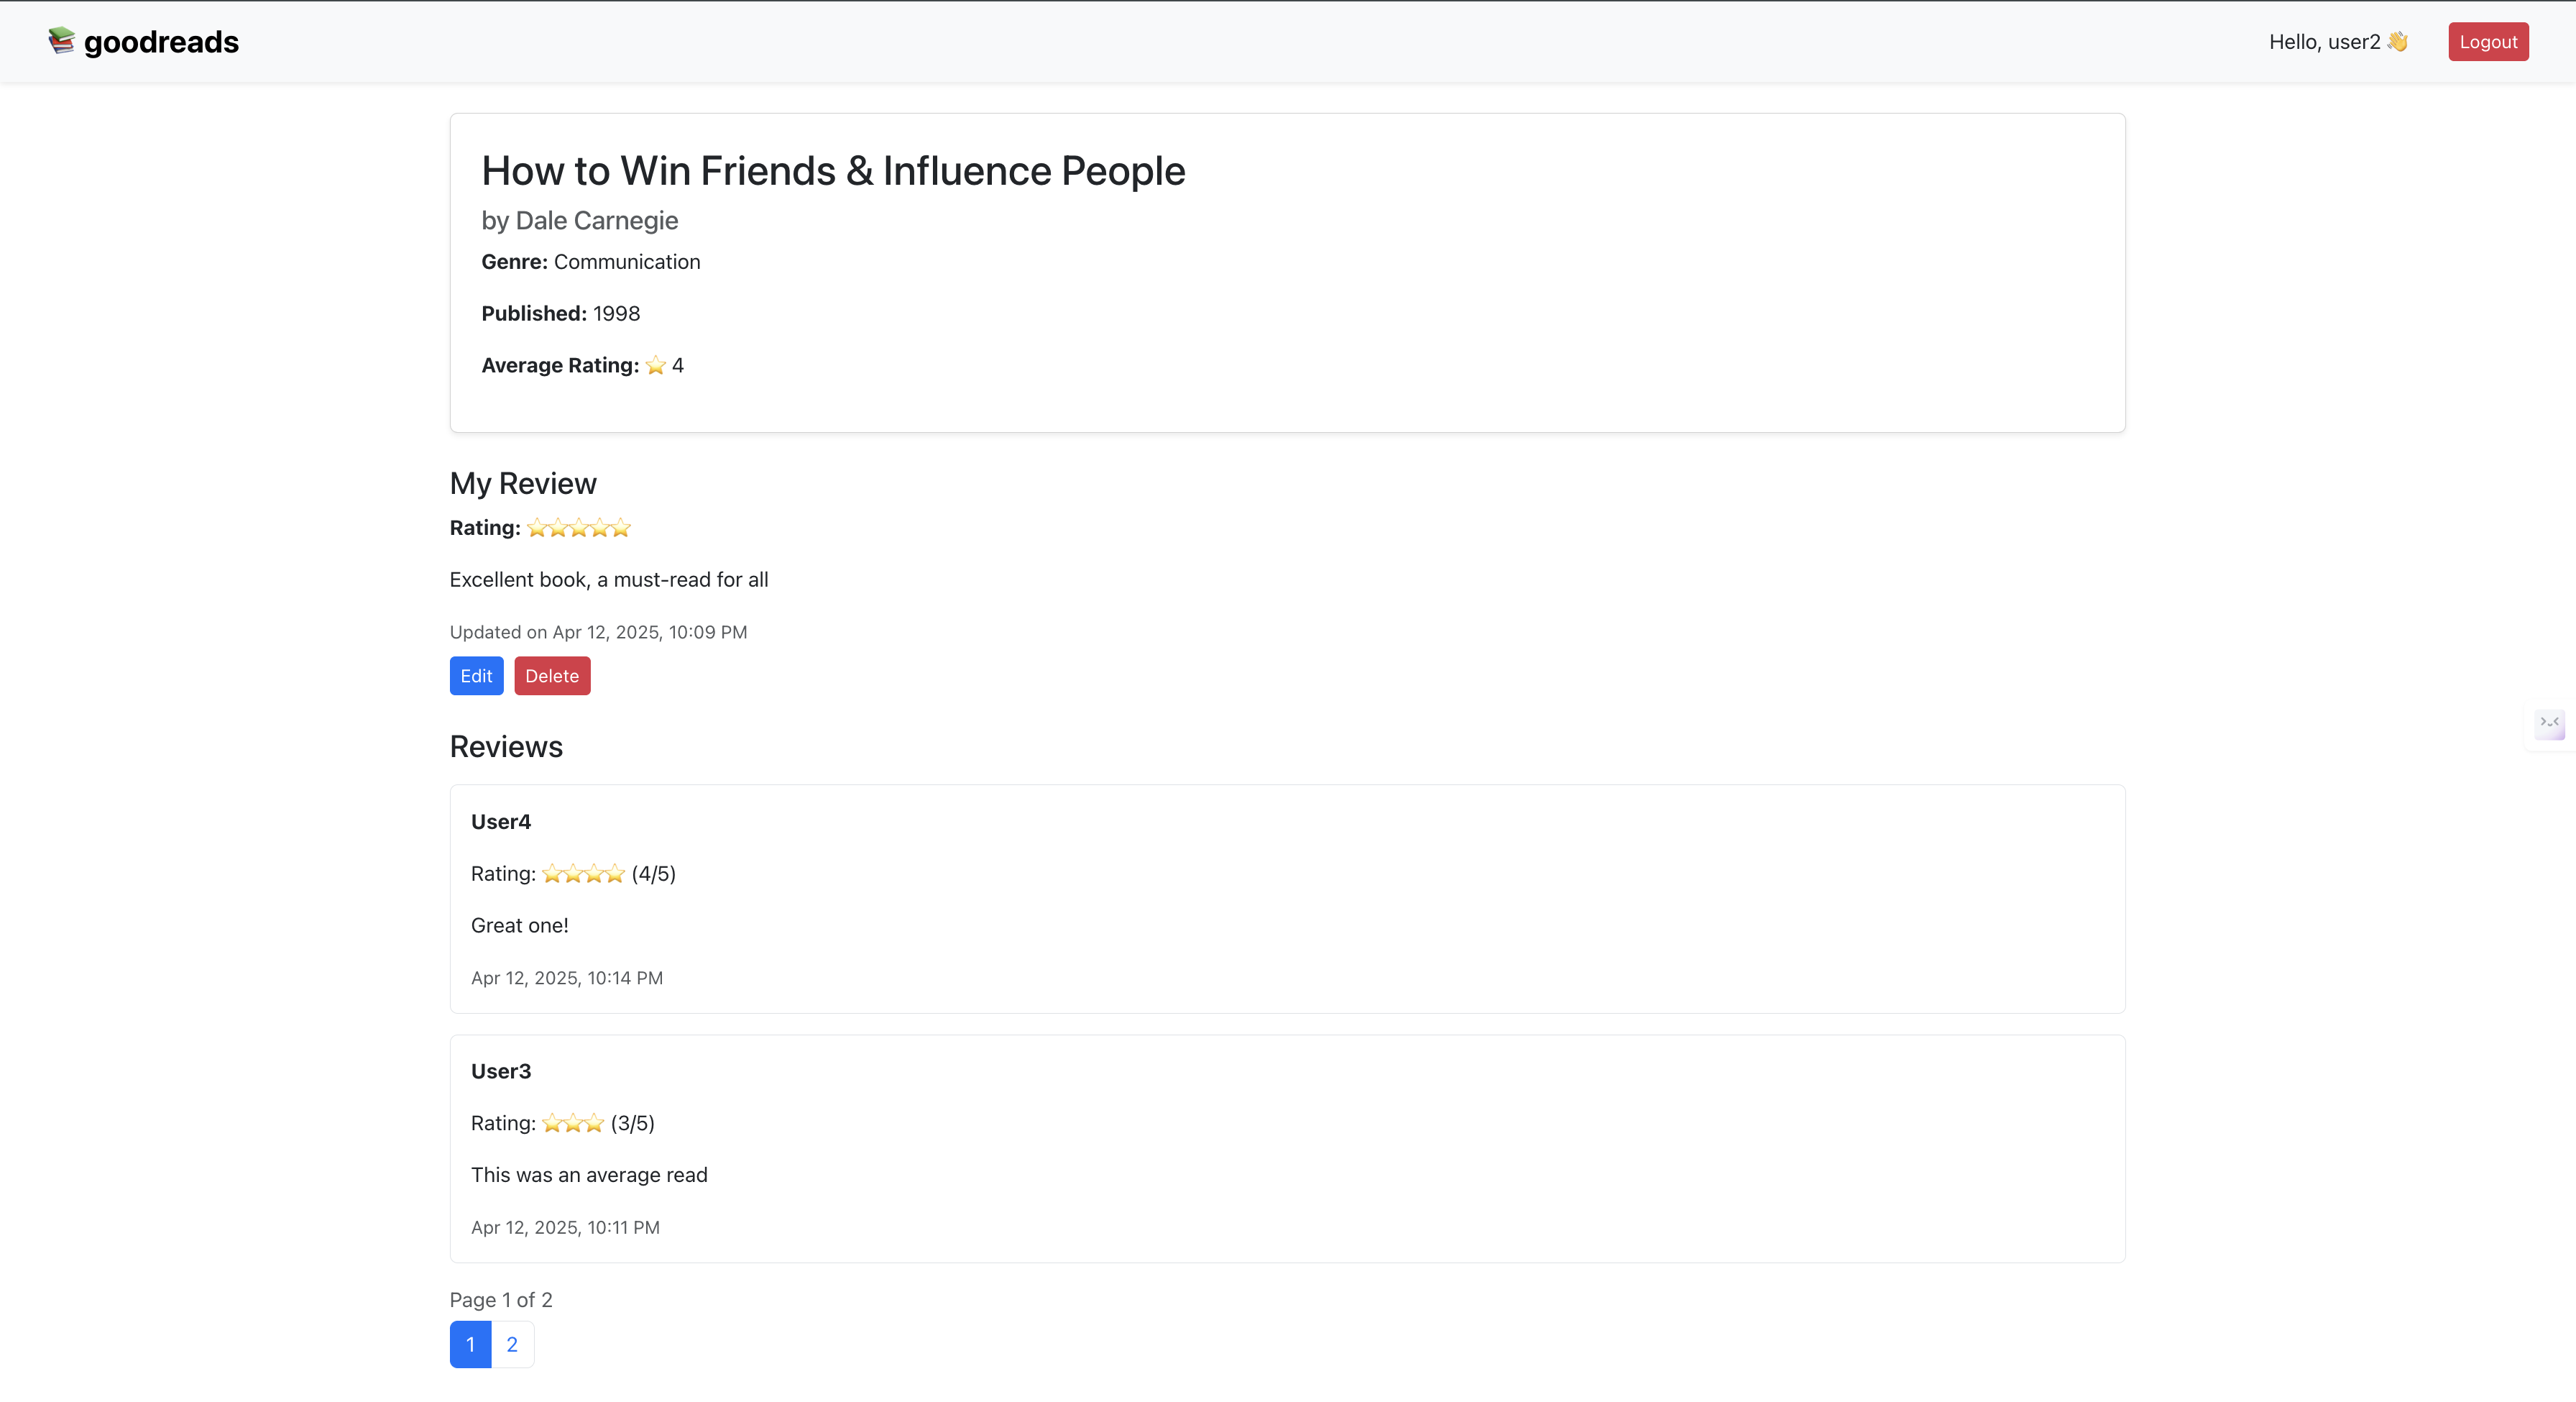 goodreads
Hello, user2 👋
Logout
How to Win Friends & Influence People
by Dale Carnegie
Genre: Communication
Published: 1998
Average Rating: ⭐ 4
My Review
Rating: ⭐⭐⭐⭐⭐
Excellent book, a must-read for all
Updated on Apr 12, 2025, 10:09 PM
Edit
Delete
Reviews
User4
Rating: ⭐⭐⭐⭐ (4/5)
Great one!
Apr 12, 2025, 10:14 PM
User3
Rating: ⭐⭐⭐ (3/5)
This was an average read
Apr 12, 2025, 10:11 PM
Page 1 of 2
1 2